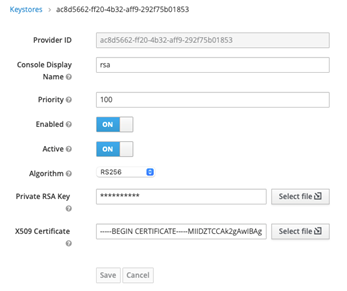 Keystores > ac8d5662-ff20-4b32-aff9-292f75b01853
Provider ID ac8d5662-ff20-4b32-aff9-292f75b01853
Console Display Name rsa
Priority 100
Enabled ON
Active ON
Algorithm RS256
Private RSA Key ********** Select file
X509 Certificate -----BEGIN CERTIFICATE-----MIIDZTCCAk2gAwIBAg Select file
Save Cancel